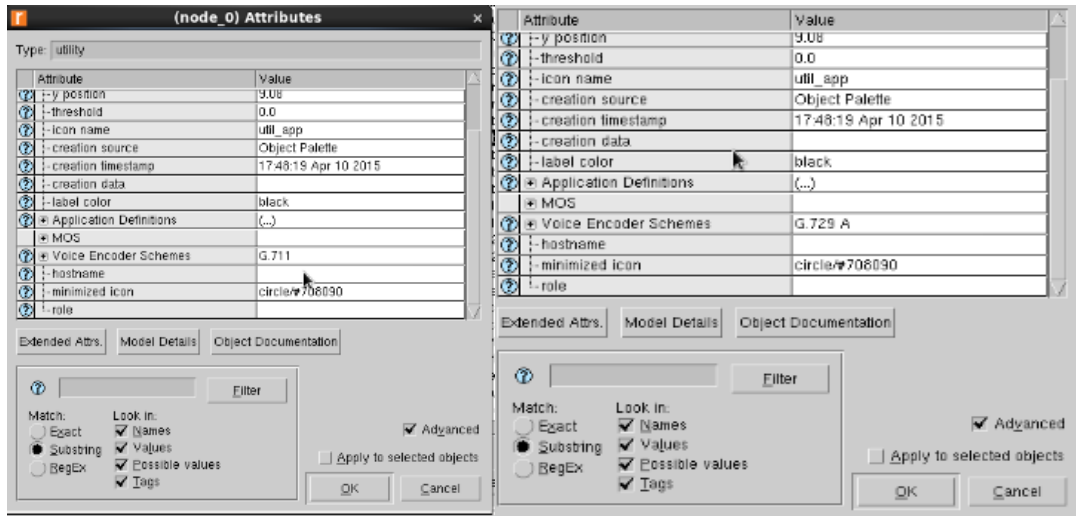 (node_0) Attributes
Type: utility
Attribute Value
y position 9.08
threshold 0.0
icon name util_app
creation source Object Palette
creation timestamp 17:48:19 Apr 10 2015
creation data
label color black
Application Definitions (...)
MOS
Voice Encoder Schemes G.711
hostname
minimized icon circle/#708090
role
Extended Attrs. Model Details Object Documentation
Filter
Match: Look in:
Exact Names
Substring Values
RegEx Possible values
Tags
Advanced
Apply to selected objects
OK Cancel
Attribute Value
y position 9.08
threshold 0.0
icon name util_app
creation source Object Palette
creation timestamp 17:48:19 Apr 10 2015
creation data
label color black
Application Definitions (...)
MOS
Voice Encoder Schemes G.729 A
hostname
minimized icon circle/#708090
role
Extended Attrs. Model Details Object Documentation
Filter
Match: Look in:
Exact Names
Substring Values
RegEx Possible values
Tags
Advanced
Apply to selected objects
OK Cancel